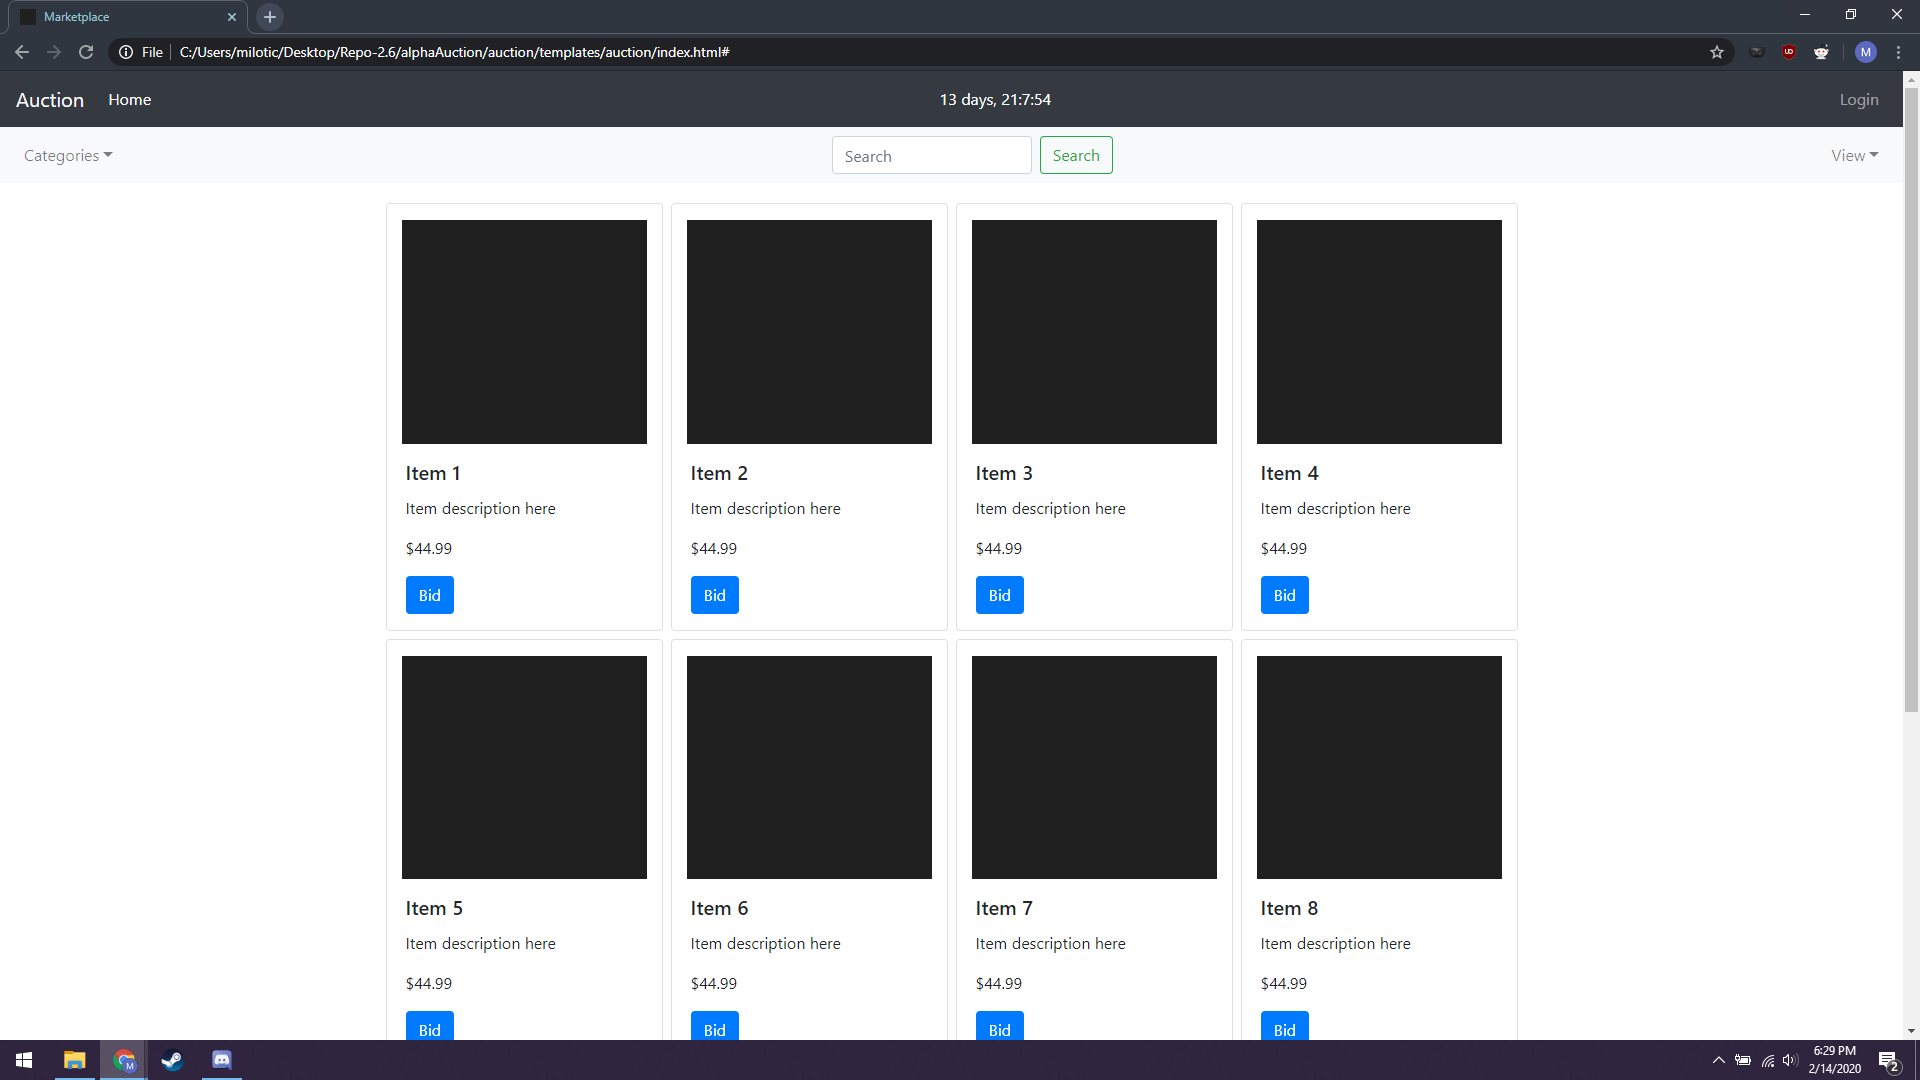 Marketplace
File C:/Users/milotic/Desktop/Repo-2.6/alphaAuction/auction/templates/auction/index.html#
M
Auction Home 13 days, 21:7:54 Login
Categories Search Search View
Item 1 Item 2 Item 3 Item 4
Item description here Item description here Item description here Item description here
$44.99 $44.99 $44.99 $44.99
Bid Bid Bid Bid
Item 5 Item 6 Item 7 Item 8
Item description here Item description here Item description here Item description here
$44.99 $44.99 $44.99 $44.99
Bid Bid Bid Bid
M
6:29 PM
2/14/2020
2